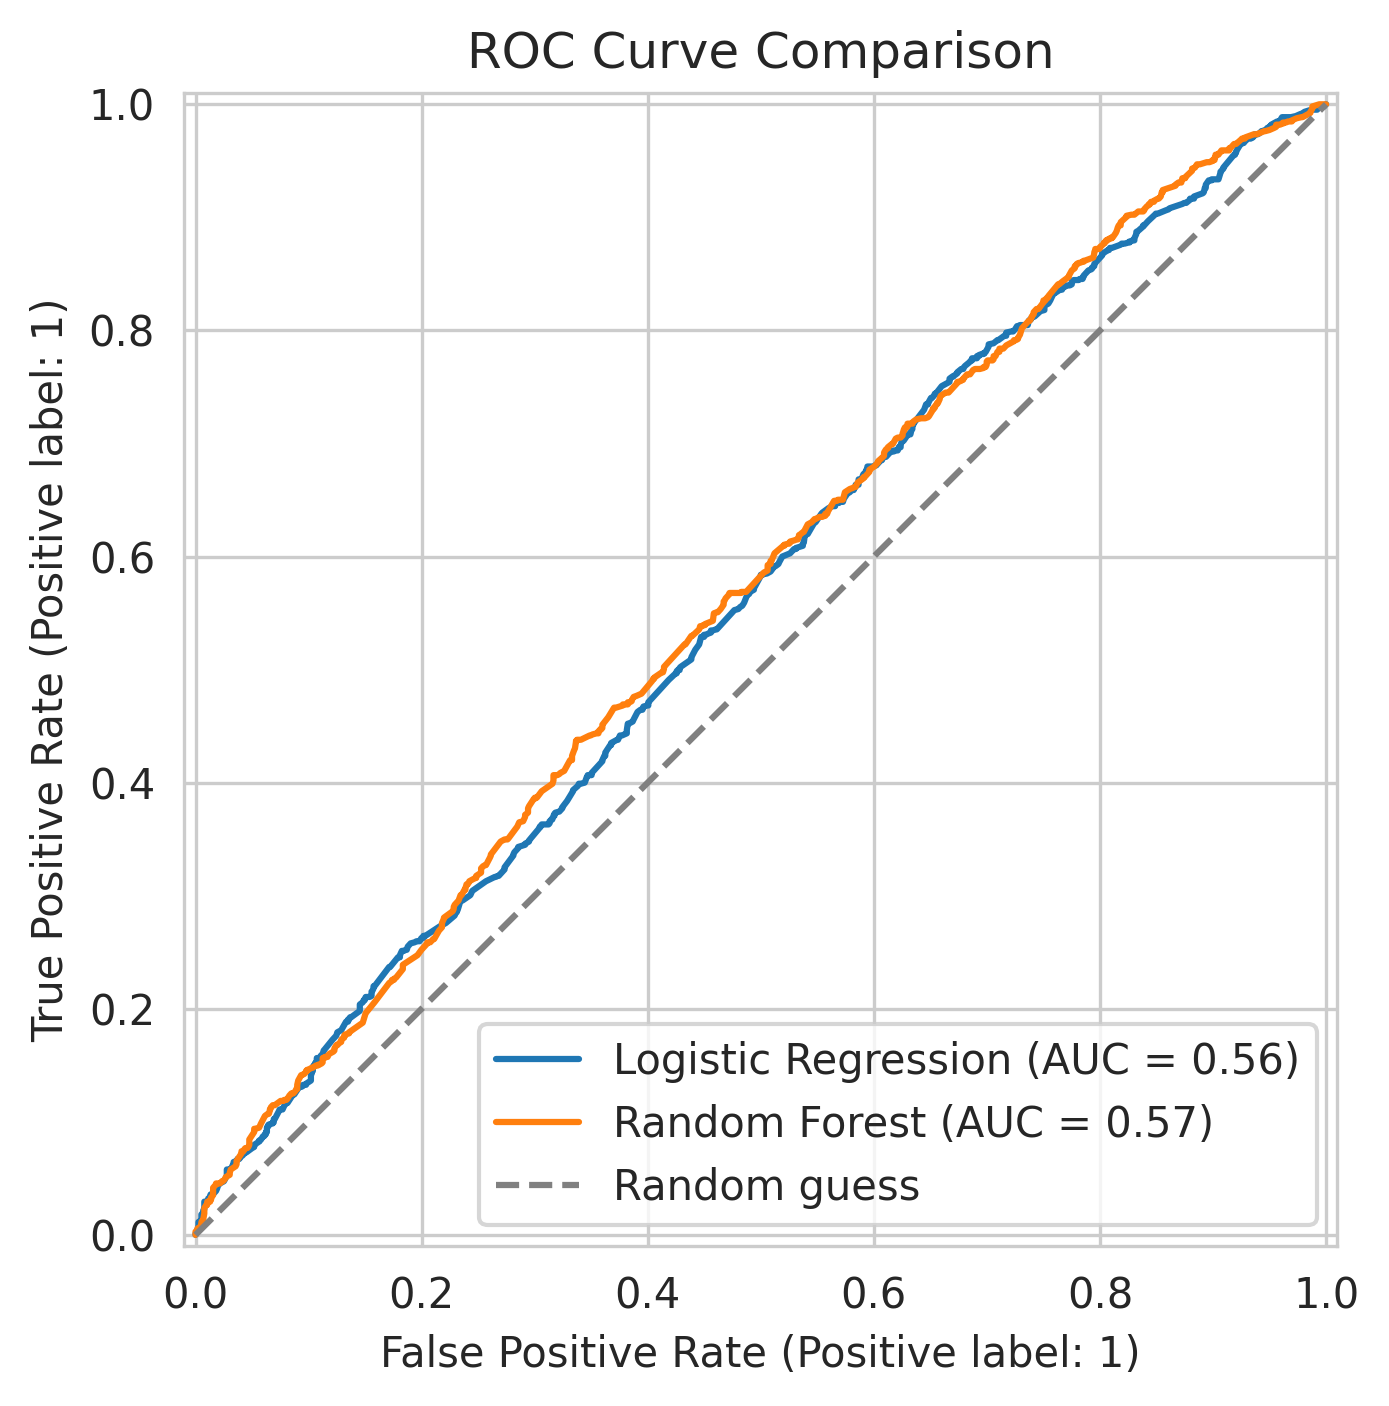 ROC Curve Comparison
1.0
0.8
0.6
0.4
0.2
0.0
True Positive Rate (Positive label: 1)
Logistic Regression (AUC = 0.56)
Random Forest (AUC = 0.57)
Random guess
0.0 0.2 0.4 0.6 0.8 1.0
False Positive Rate (Positive label: 1)